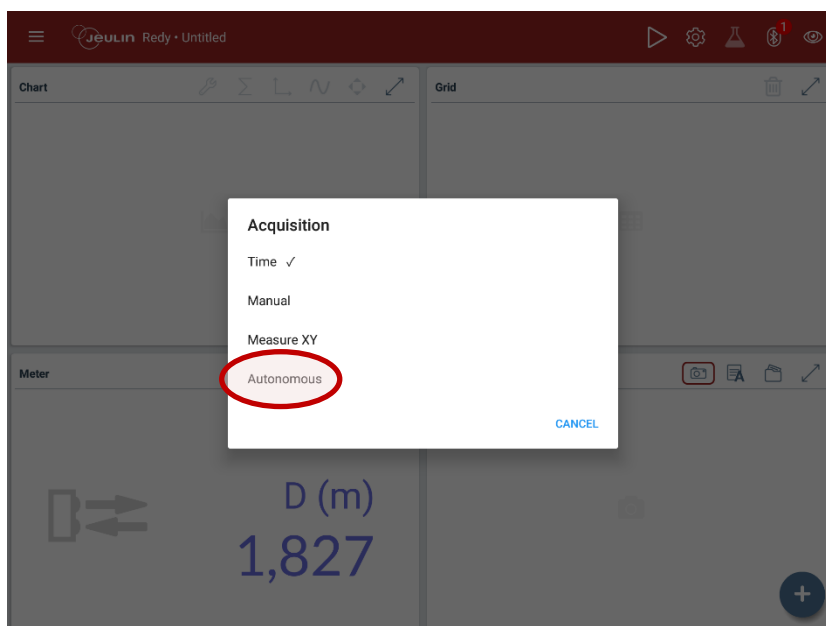 Jeulin Redy • Untitled
1
Chart
Grid
Acquisition
Time ✓
Manual
Measure XY
Autonomous
CANCEL
Meter
D (m)
1,827